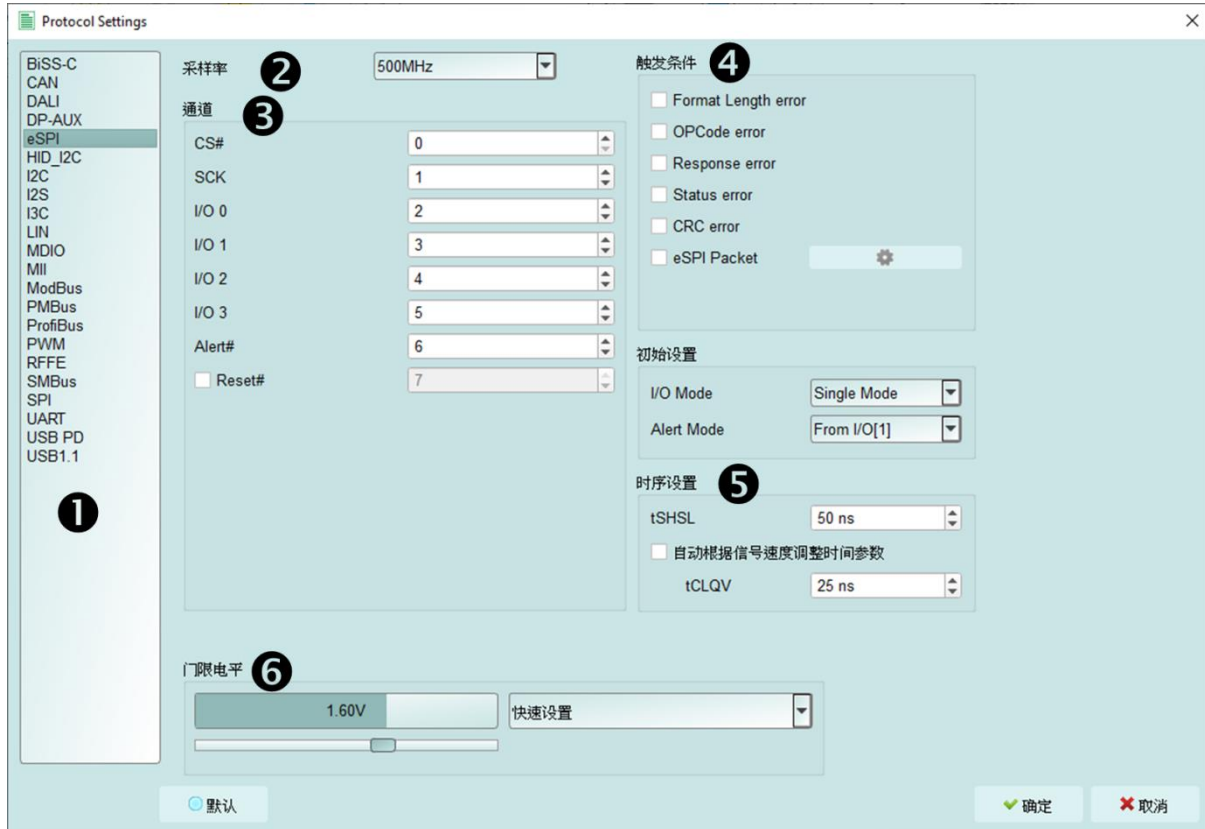 Protocol Settings
BiSS-C
CAN
DALI
DP-AUX
eSPI
HID_I2C
I2C
I2S
I3C
LIN
MDIO
MII
ModBus
PMBus
ProfiBus
PWM
RFFE
SMBus
SPI
UART
USB PD
USB1.1
❶
采样率 ❷ 500MHz
通道 ❸
CS# 0
SCK 1
I/O 0 2
I/O 1 3
I/O 2 4
I/O 3 5
Alert# 6
Reset# 7
触发条件 ❹
Format Length error
OPCode error
Response error
Status error
CRC error
eSPI Packet
初始设置
I/O Mode Single Mode
Alert Mode From I/O[1]
时序设置 ❺
tSHSL 50 ns
自动根据信号速度调整时间参数
tCLQV 25 ns
门限电平 ❻
1.60V 快速设置
默认 确定 取消